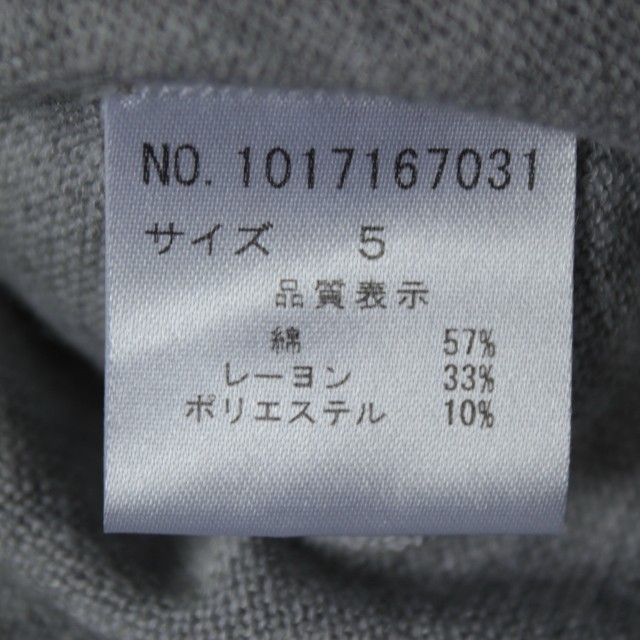 NO. 1017167031
サイズ 5
品質表示
綿 57%
レーヨン 33%
ポリエステル 10%